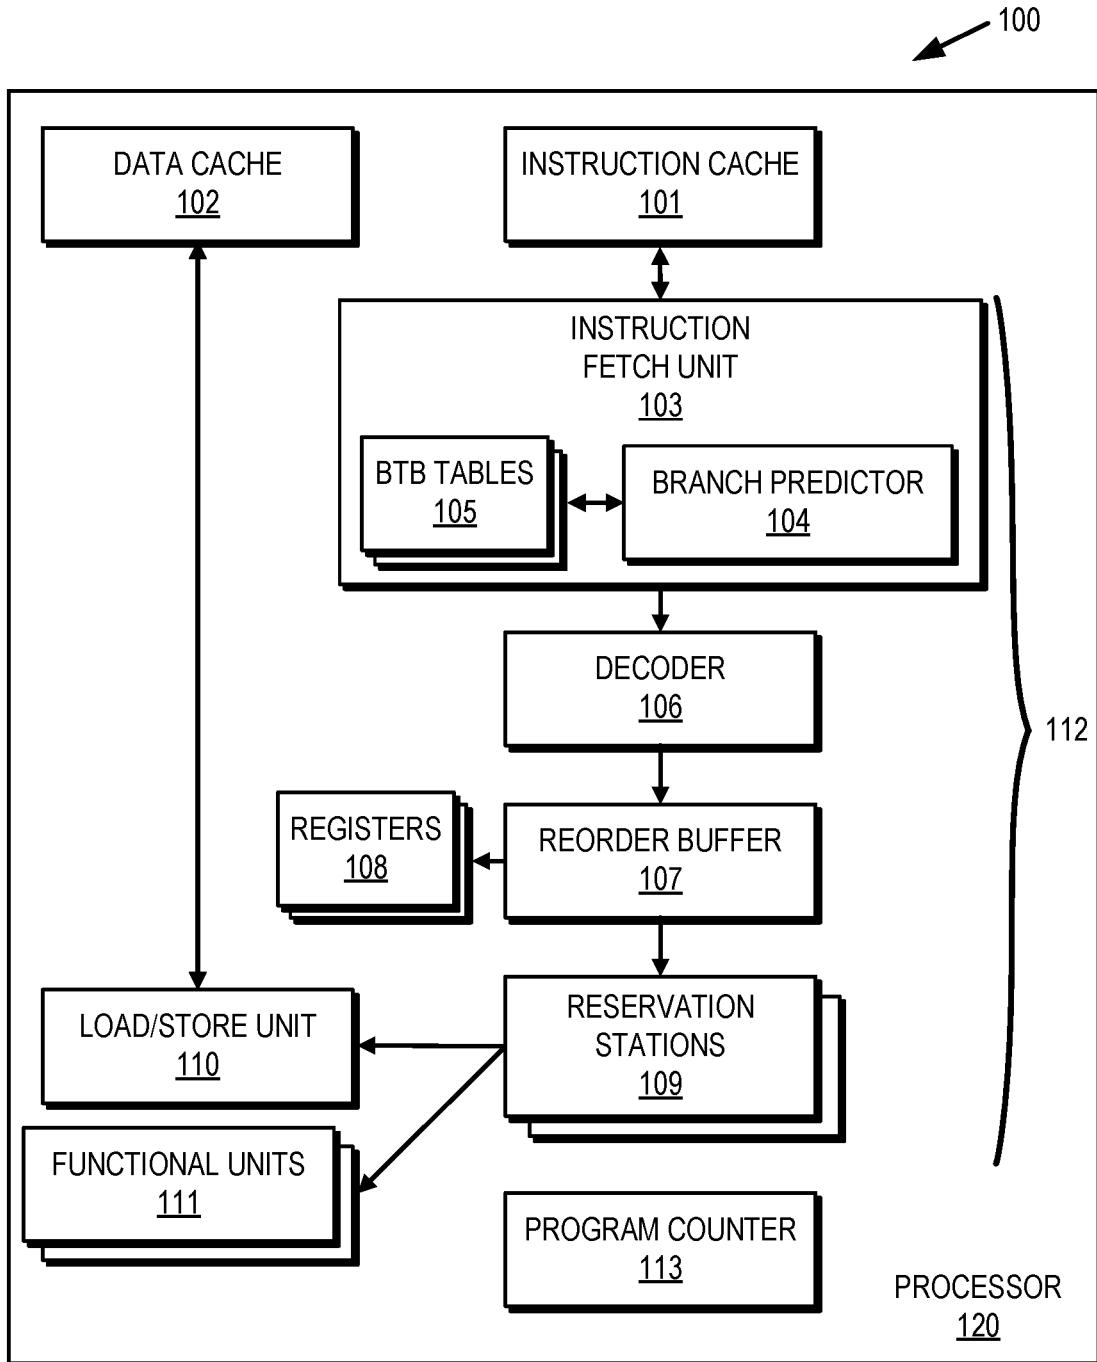 100
DATA CACHE
102
INSTRUCTION CACHE
101
INSTRUCTION
FETCH UNIT
103
BTB TABLES
105
BRANCH PREDICTOR
104
DECODER
106
112
REGISTERS
108
REORDER BUFFER
107
LOAD/STORE UNIT
110
RESERVATION
STATIONS
109
FUNCTIONAL UNITS
111
PROGRAM COUNTER
113
PROCESSOR
120